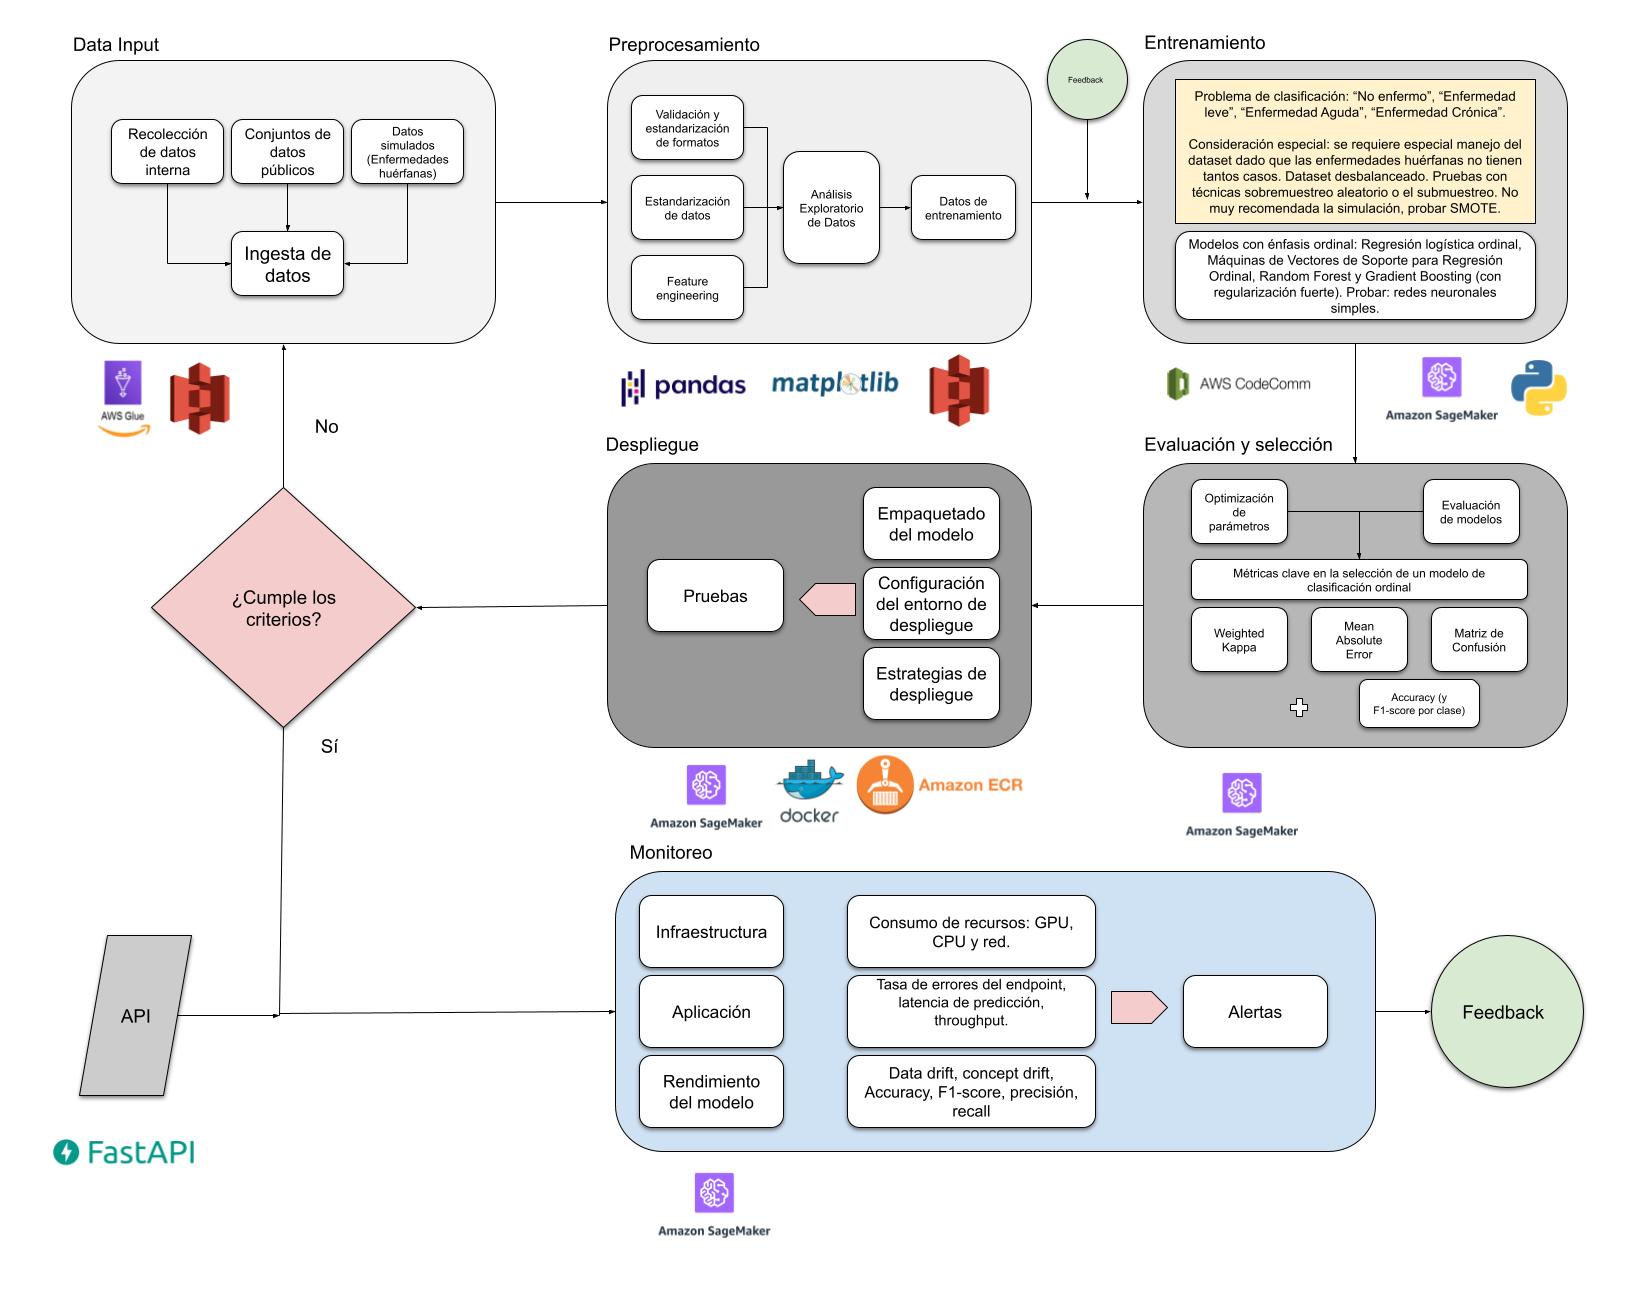 Data Input
Recolección
de datos
interna
Conjuntos de
datos
públicos
Datos
simulados
(Enfermedades
huérfanas)
Ingesta de
datos
AWS Glue
Preprocesamiento
Validación y
estandarización
de formatos
Estandarización
de datos
Feature
engineering
Análisis
Exploratorio
de Datos
Datos de
entrenamiento
pandas
matplotlib
Feedback
Entrenamiento
Problema de clasificación: “No enfermo”, “Enfermedad
leve”, “Enfermedad Aguda”, “Enfermedad Crónica”.
Consideración especial: se requiere especial manejo del
dataset dado que las enfermedades huérfanas no tienen
tantos casos. Dataset desbalanceado. Pruebas con
técnicas sobremuestreo aleatorio o el submuestreo. No
muy recomendada la simulación, probar SMOTE.
Modelos con énfasis ordinal: Regresión logística ordinal,
Máquinas de Vectores de Soporte para Regresión
Ordinal, Random Forest y Gradient Boosting (con
regularización fuerte). Probar: redes neuronales
simples.
AWS CodeComm
Amazon SageMaker
Evaluación y selección
Optimización
de
parámetros
Evaluación
de modelos
Métricas clave en la selección de un modelo de
clasificación ordinal
Weighted
Kappa
Mean
Absolute
Error
Matriz de
Confusión
Accuracy (y
F1-score por clase)
Amazon SageMaker
Despliegue
Empaquetado
del modelo
Configuración
del entorno de
despliegue
Estrategias de
despliegue
Pruebas
Amazon SageMaker
docker
Amazon ECR
¿Cumple los
criterios?
No
Sí
API
FastAPI
Monitoreo
Infraestructura
Consumo de recursos: GPU,
CPU y red.
Aplicación
Tasa de errores del endpoint,
latencia de predicción,
throughput.
Rendimiento
del modelo
Data drift, concept drift,
Accuracy, F1-score, precisión,
recall
Alertas
Feedback
Amazon SageMaker